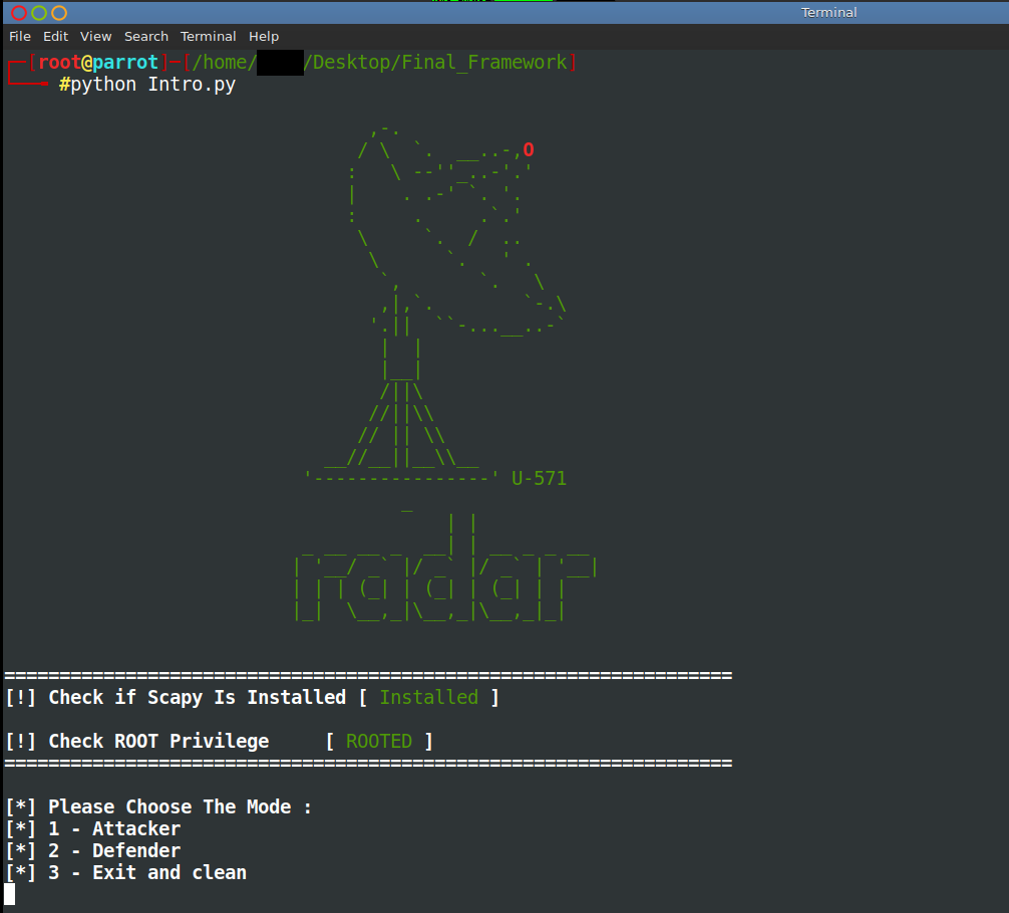 Terminal
File Edit View Search Terminal Help
┌─[root@parrot]─[/home/ /Desktop/Final_Framework]
└──╼ #python Intro.py
U-571
radar
=================================================================
[!] Check if Scapy Is Installed [ Installed ]
[!] Check ROOT Privilege     [ ROOTED ]
=================================================================
[*] Please Choose The Mode :
[*] 1 - Attacker
[*] 2 - Defender
[*] 3 - Exit and clean